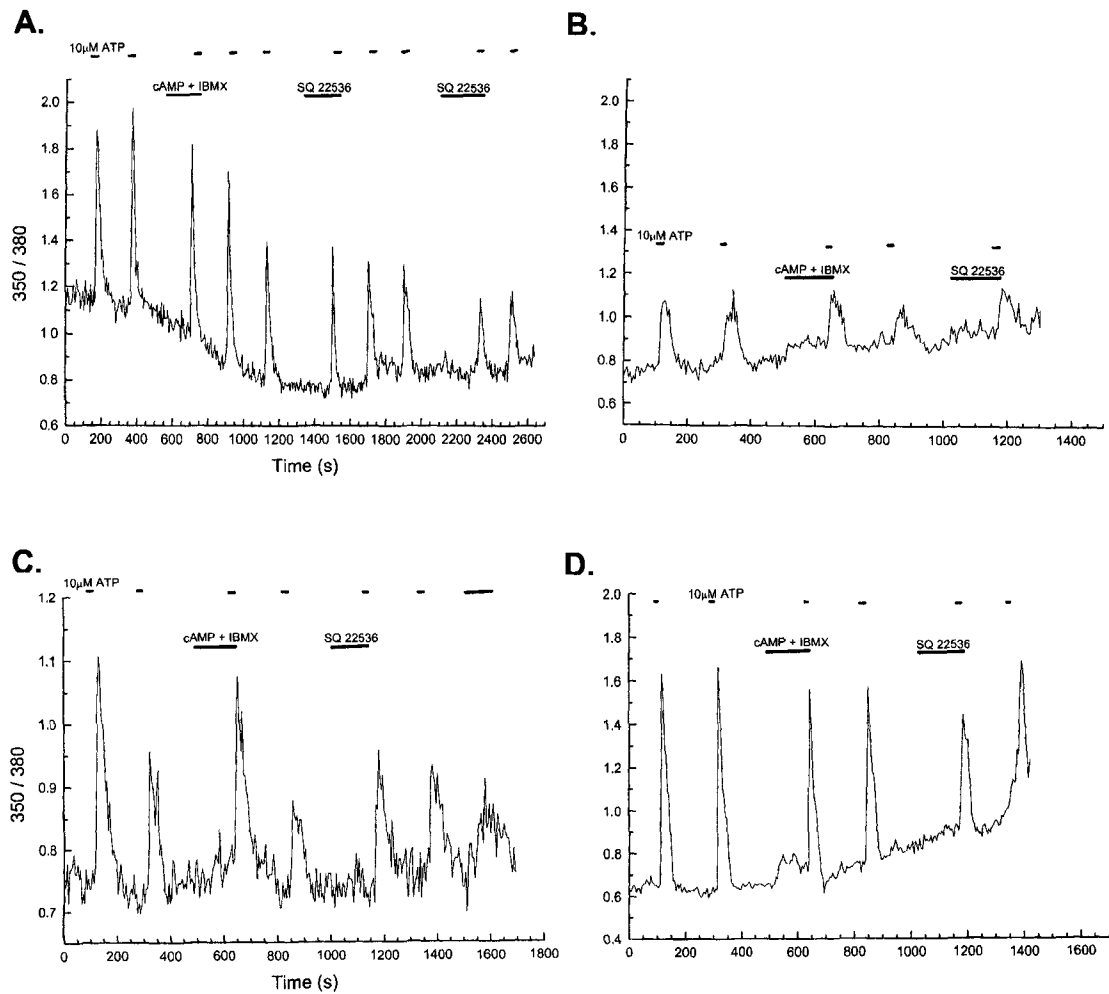 A.
10µM ATP
cAMP + IBMX
SQ 22536
SQ 22536
2.0
1.8
1.6
1.4
1.2
1.0
0.8
0.6
350 / 380
0 200 400 600 800 1000 1200 1400 1600 1800 2000 2200 2400 2600
Time (s)
B.
2.0
1.8
1.6
1.4
1.2
1.0
0.8
0.6
10µM ATP
cAMP + IBMX
SQ 22536
0 200 400 600 800 1000 1200 1400
C.
10µM ATP
cAMP + IBMX
SQ 22536
1.2
1.1
1.0
0.9
0.8
0.7
350 / 380
0 200 400 600 800 1000 1200 1400 1600 1800
Time (s)
D.
10µM ATP
cAMP + IBMX
SQ 22536
2.0
1.8
1.6
1.4
1.2
1.0
0.8
0.6
0.4
0 200 400 600 800 1000 1200 1400 1600